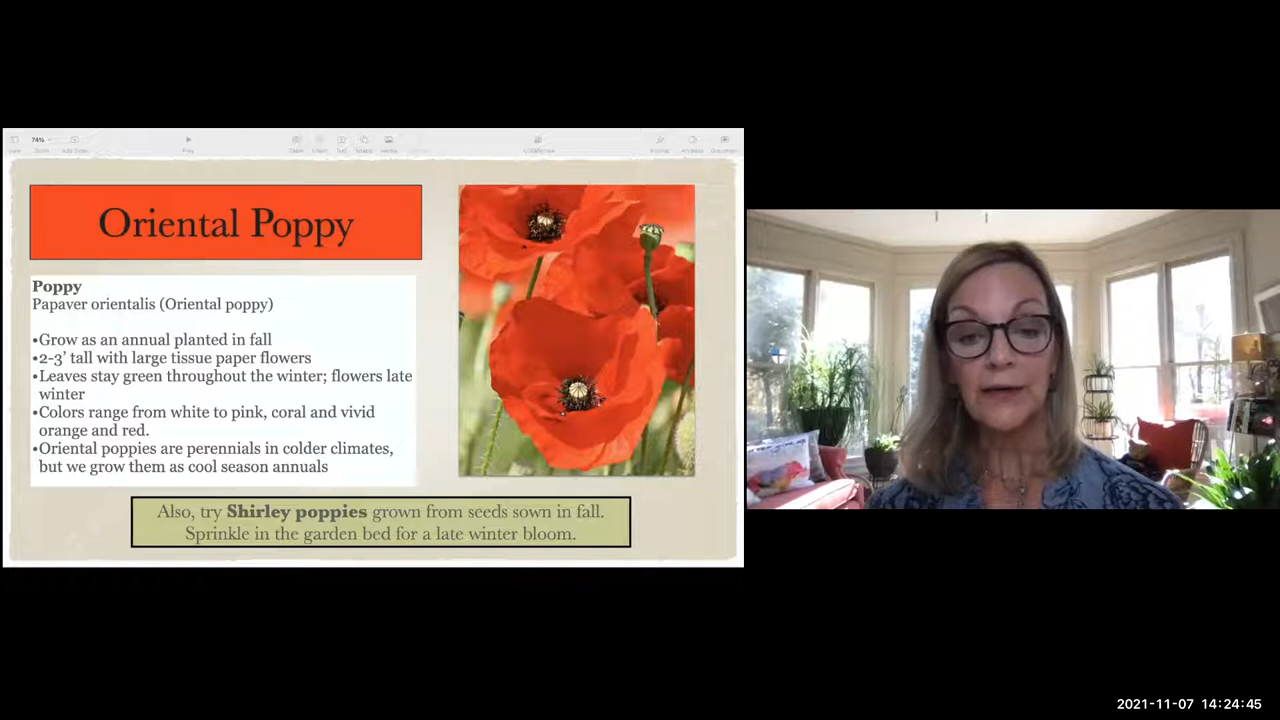 74%
Oriental Poppy
Poppy
Papaver orientalis (Oriental poppy)
•Grow as an annual planted in fall
•2-3’ tall with large tissue paper flowers
•Leaves stay green throughout the winter; flowers late
winter
•Colors range from white to pink, coral and vivid
orange and red.
•Oriental poppies are perennials in colder climates,
but we grow them as cool season annuals
Also, try Shirley poppies grown from seeds sown in fall.
Sprinkle in the garden bed for a late winter bloom.
2021-11-07 14:24:45